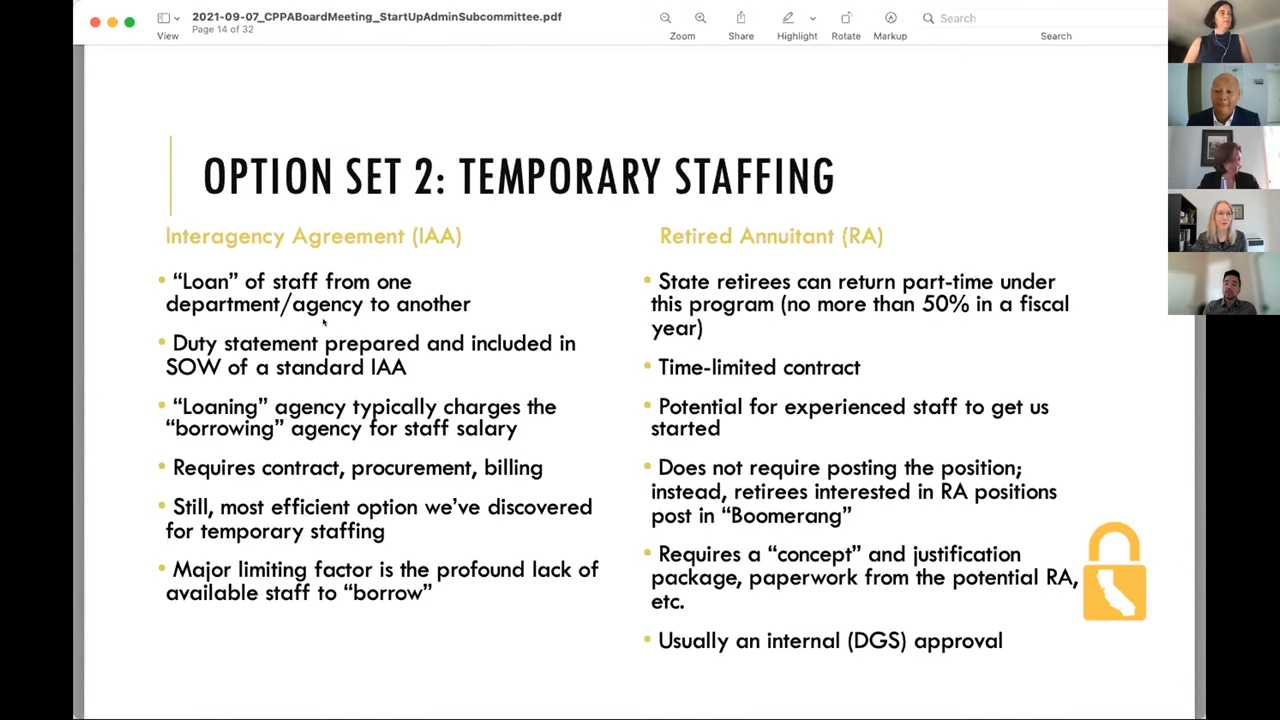 2021-09-07_CPPABoardMeeting_StartUpAdminSubcommittee.pdf
Page 14 of 32
View
Zoom
Share
Highlight
Rotate
Markup
Search
Search
OPTION SET 2: TEMPORARY STAFFING
Interagency Agreement (IAA)
• “Loan” of staff from one
department/agency to another
• Duty statement prepared and included in
SOW of a standard IAA
• “Loaning” agency typically charges the
“borrowing” agency for staff salary
• Requires contract, procurement, billing
• Still, most efficient option we’ve discovered
for temporary staffing
• Major limiting factor is the profound lack of
available staff to “borrow”
Retired Annuitant (RA)
• State retirees can return part-time under
this program (no more than 50% in a fiscal
year)
• Time-limited contract
• Potential for experienced staff to get us
started
• Does not require posting the position;
instead, retirees interested in RA positions
post in “Boomerang”
• Requires a “concept” and justification
package, paperwork from the potential RA,
etc.
• Usually an internal (DGS) approval